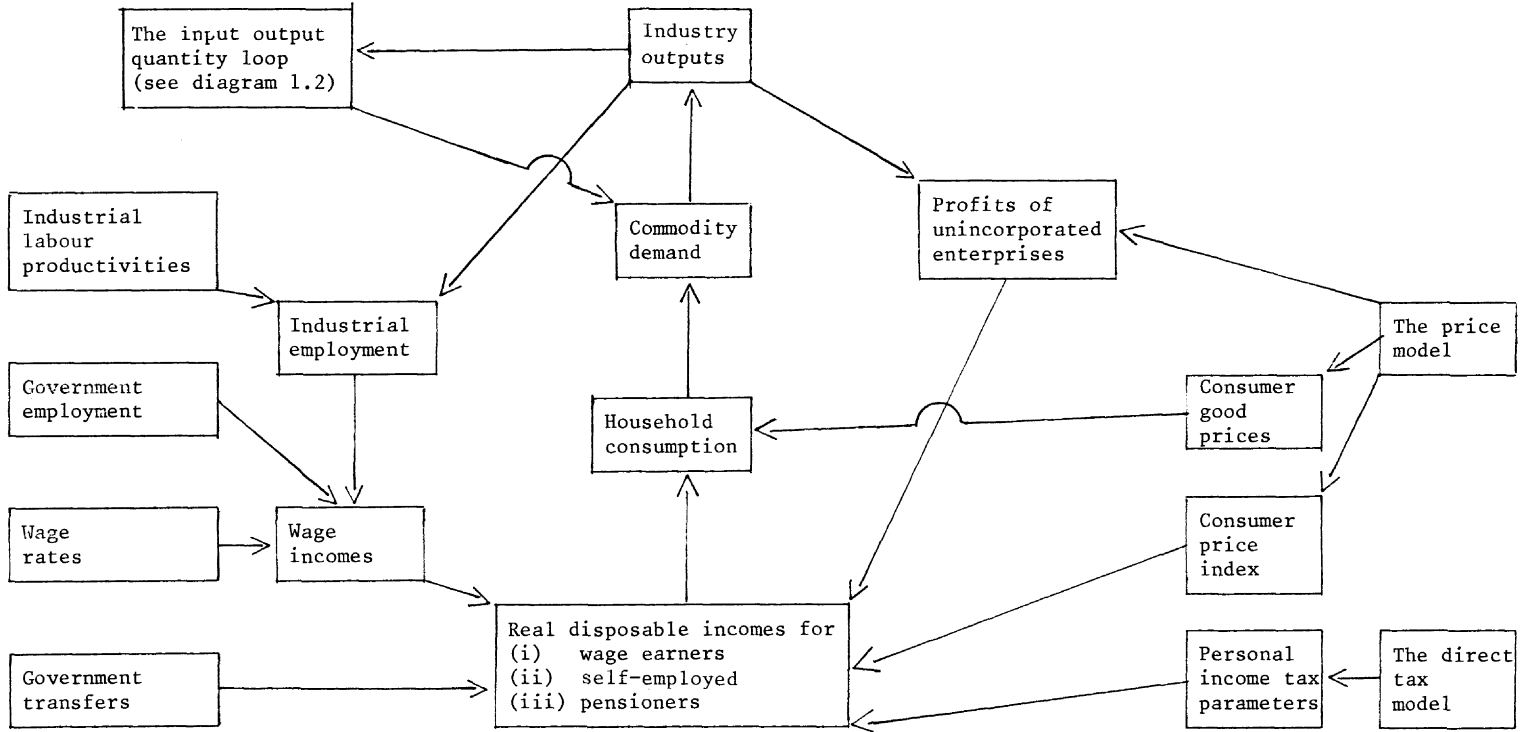 The input output
quantity loop
(see diagram 1.2)
Industry
outputs
Industrial
labour
productivities
Commodity
demand
Profits of
unincorporated
enterprises
Industrial
employment
The price
model
Government
employment
Household
consumption
Consumer
good
prices
Wage
rates
Wage
incomes
Consumer
price
index
Government
transfers
Real disposable incomes for
(i) wage earners
(ii) self-employed
(iii) pensioners
Personal
income tax
parameters
The direct
tax
model